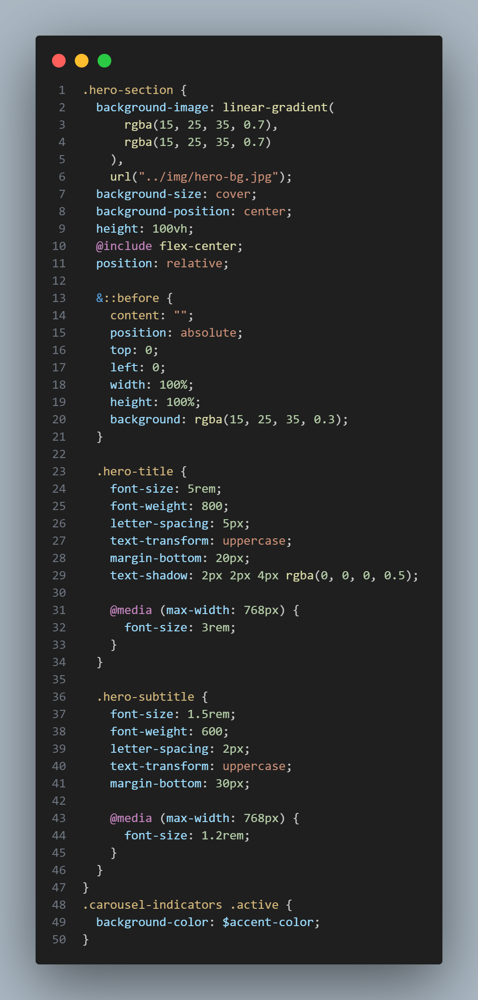 1 .hero-section {
2   background-image: linear-gradient(
3       rgba(15, 25, 35, 0.7),
4       rgba(15, 25, 35, 0.7)
5     ),
6     url("../img/hero-bg.jpg");
7   background-size: cover;
8   background-position: center;
9   height: 100vh;
10   @include flex-center;
11   position: relative;
12
13   &::before {
14     content: "";
15     position: absolute;
16     top: 0;
17     left: 0;
18     width: 100%;
19     height: 100%;
20     background: rgba(15, 25, 35, 0.3);
21   }
22
23   .hero-title {
24     font-size: 5rem;
25     font-weight: 800;
26     letter-spacing: 5px;
27     text-transform: uppercase;
28     margin-bottom: 20px;
29     text-shadow: 2px 2px 4px rgba(0, 0, 0, 0.5);
30
31     @media (max-width: 768px) {
32       font-size: 3rem;
33     }
34   }
35
36   .hero-subtitle {
37     font-size: 1.5rem;
38     font-weight: 600;
39     letter-spacing: 2px;
40     text-transform: uppercase;
41     margin-bottom: 30px;
42
43     @media (max-width: 768px) {
44       font-size: 1.2rem;
45     }
46   }
47 }
48 .carousel-indicators .active {
49   background-color: $accent-color;
50 }